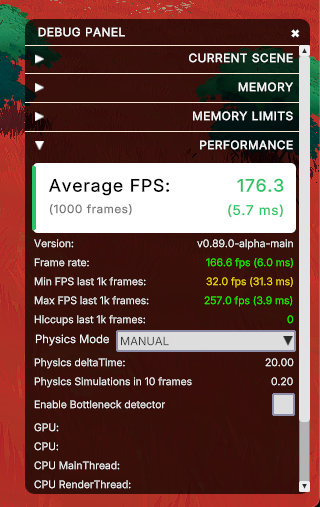 DEBUG PANEL
CURRENT SCENE
MEMORY
MEMORY LIMITS
PERFORMANCE
Average FPS: 176.3
(1000 frames) (5.7 ms)
Version: v0.89.0-alpha-main
Frame rate: 166.6 fps (6.0 ms)
Min FPS last 1k frames: 32.0 fps (31.3 ms)
Max FPS last 1k frames: 257.0 fps (3.9 ms)
Hiccups last 1k frames: 0
Physics Mode MANUAL
Physics deltaTime: 20.00
Physics Simulations in 10 frames 0.20
Enable Bottleneck detector
GPU:
CPU:
CPU MainThread:
CPU RenderThread: